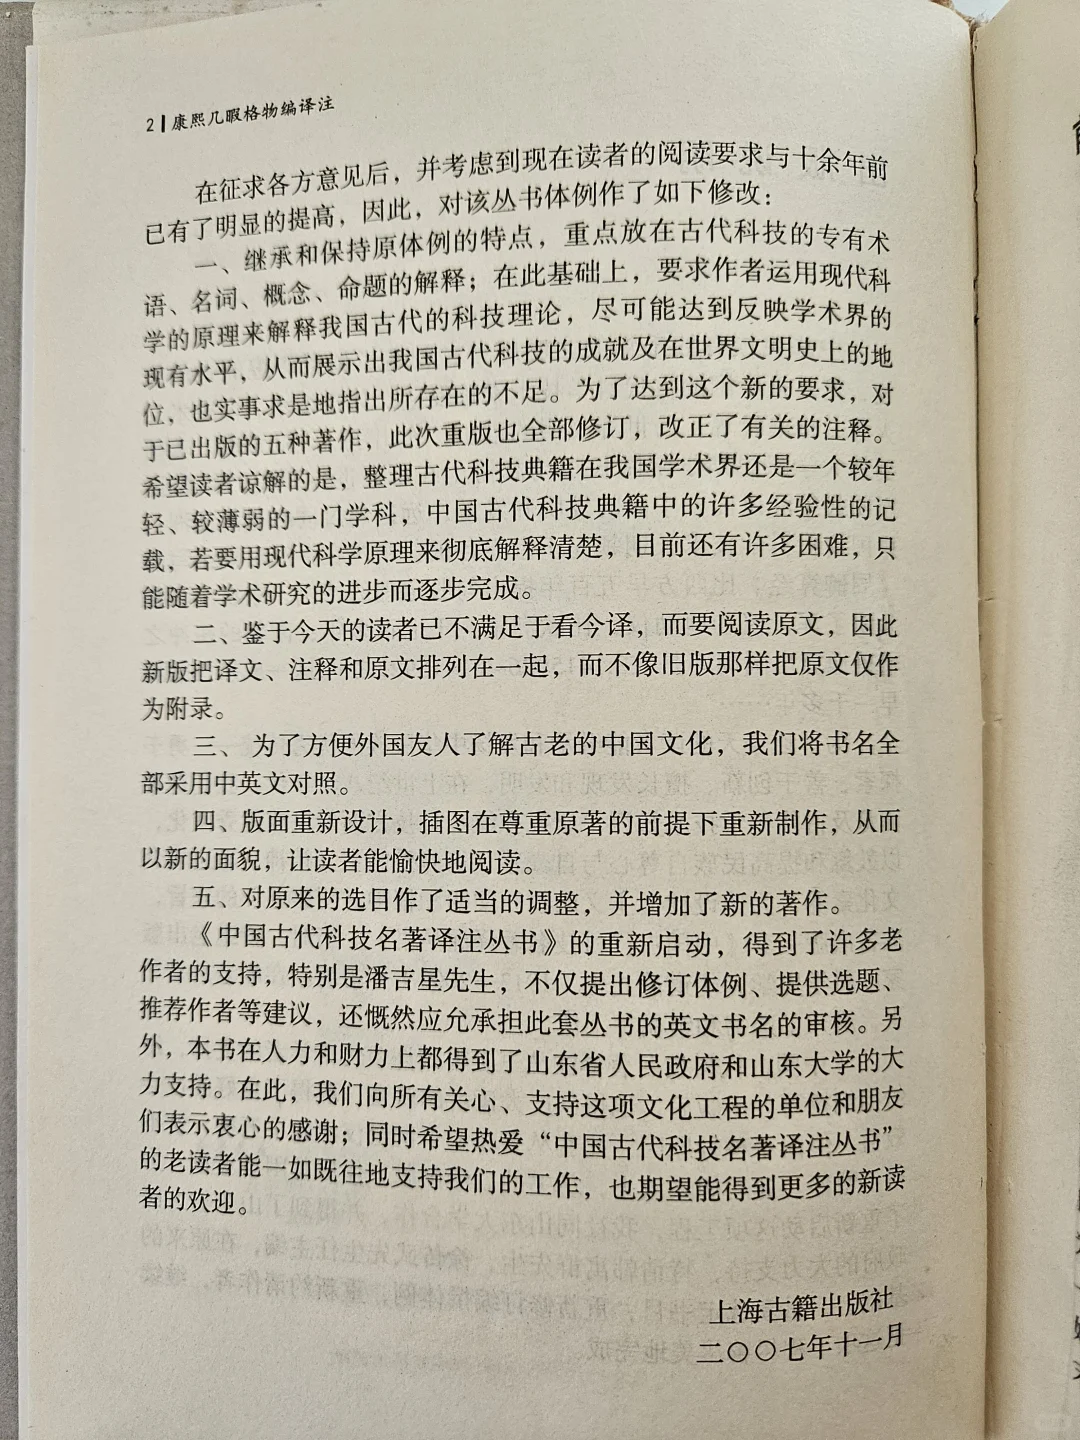 2 | 康熙几暇格物编译注
在征求各方意见后，并考虑到现在读者的阅读要求与十余年前
已有了明显的提高，因此，对该丛书体例作了如下修改：
一、继承和保持原体例的特点，重点放在古代科技的专有术
语、名词、概念、命题的解释；在此基础上，要求作者运用现代科
学的原理来解释我国古代的科技理论，尽可能达到反映学术界的
现有水平，从而展示出我国古代科技的成就及在世界文明史上的地
位，也实事求是地指出所存在的不足。为了达到这个新的要求，对
于已出版的五种著作，此次重版也全部修订，改正了有关的注释。
希望读者谅解的是，整理古代科技典籍在我国学术界还是一个较年
轻、较薄弱的一门学科，中国古代科技典籍中的许多经验性的记
载，若要用现代科学原理来彻底解释清楚，目前还有许多困难，只
能随着学术研究的进步而逐步完成。
二、鉴于今天的读者已不满足于看今译，而要阅读原文，因此
新版把译文、注释和原文排列在一起，而不像旧版那样把原文仅作
为附录。
三、 为了方便外国友人了解古老的中国文化，我们将书名全
部采用中英文对照。
四、版面重新设计，插图在尊重原著的前提下重新制作，从而
以新的面貌，让读者能愉快地阅读。
五、对原来的选目作了适当的调整，并增加了新的著作。
《中国古代科技名著译注丛书》的重新启动，得到了许多老
作者的支持，特别是潘吉星先生，不仅提出修订体例、提供选题、
推荐作者等建议，还慨然应允承担此套丛书的英文书名的审核。另
外，本书在人力和财力上都得到了山东省人民政府和山东大学的大
力支持。在此，我们向所有关心、支持这项文化工程的单位和朋友
们表示衷心的感谢；同时希望热爱“中国古代科技名著译注丛书”
的老读者能一如既往地支持我们的工作，也期望能得到更多的新读
者的欢迎。
上海古籍出版社
二〇〇七年十一月